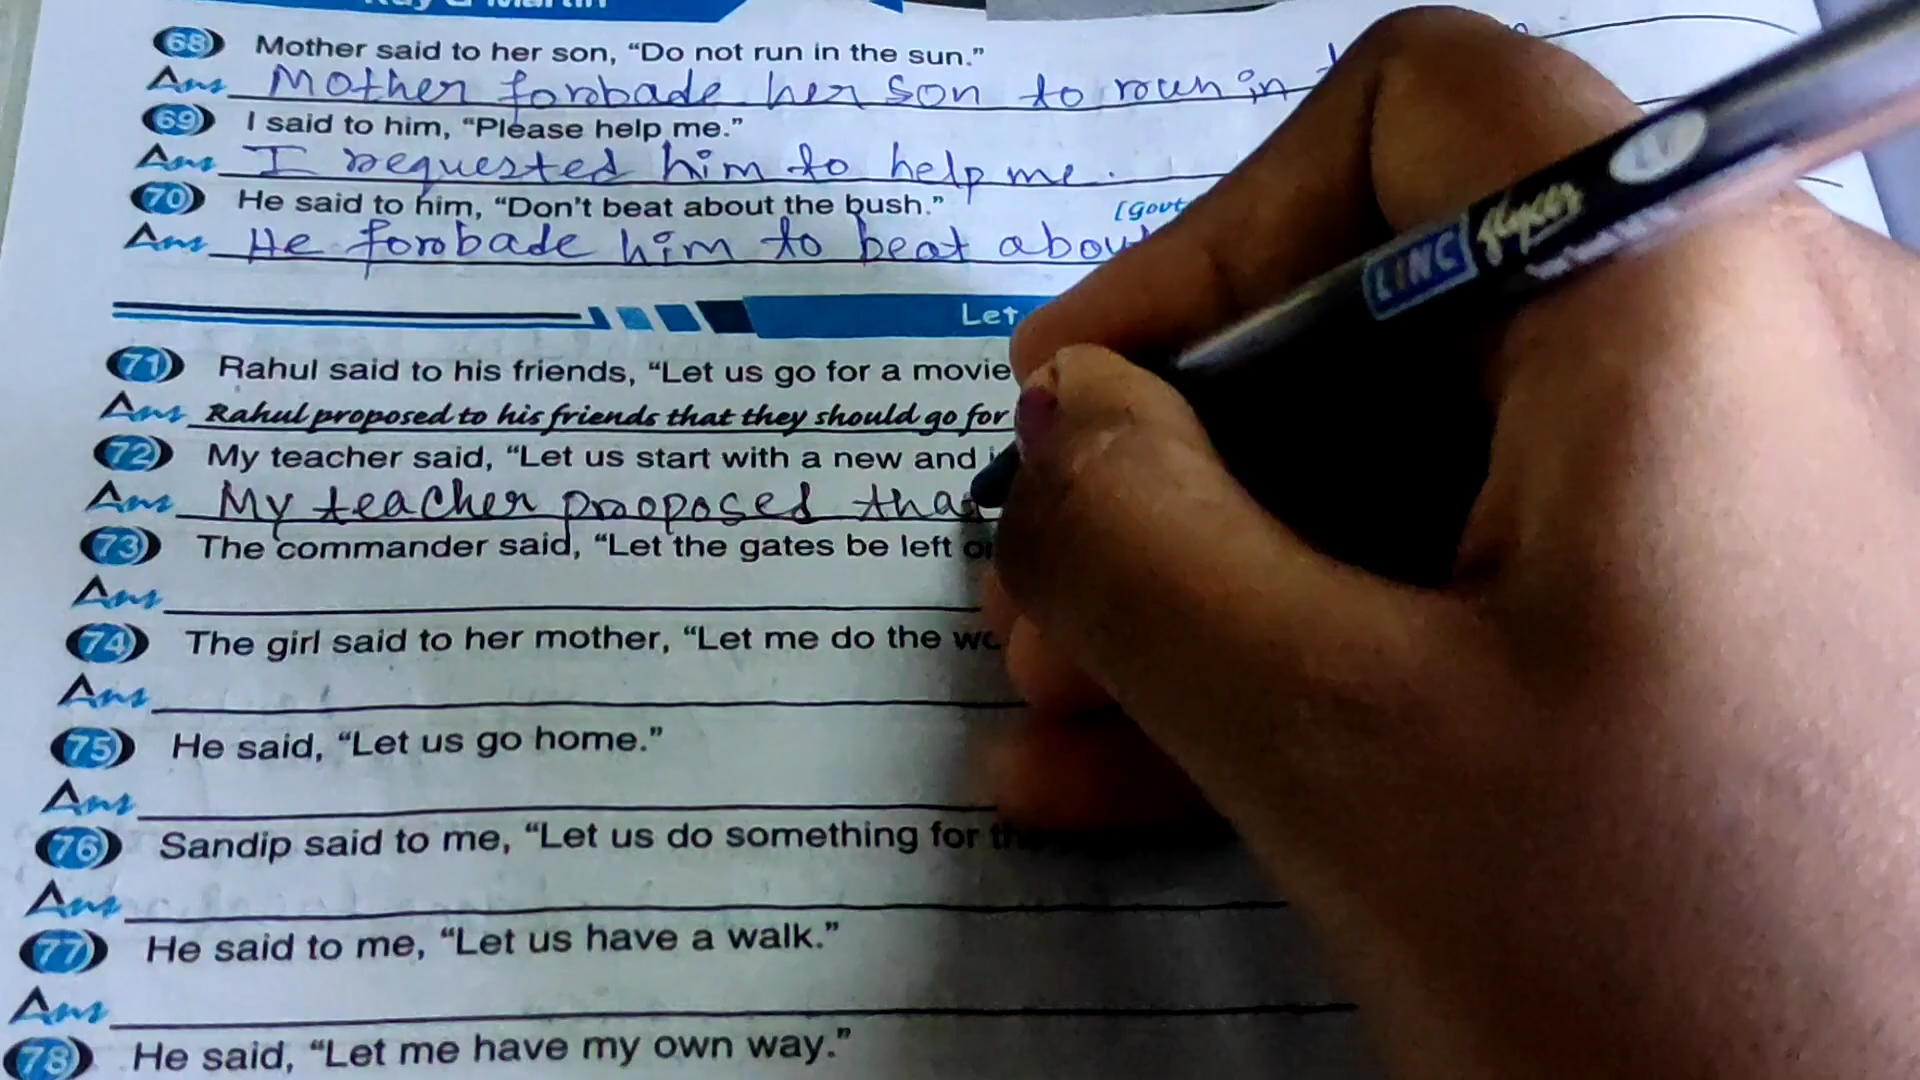 Ray & Martin
68 Mother said to her son, “Do not run in the sun.”
Ans Mother forbade her son to run in
69 I said to him, “Please help me.”
Ans I requested him to help me.
70 He said to him, “Don't beat about the bush.” [Govt
Ans He forbade him to beat about
Let
71 Rahul said to his friends, “Let us go for a movie
Ans Rahul proposed to his friends that they should go for
72 My teacher said, “Let us start with a new and
Ans My teacher proposed that
73 The commander said, “Let the gates be left
Ans
74 The girl said to her mother, “Let me do the
Ans
75 He said, “Let us go home.”
Ans
76 Sandip said to me, “Let us do something for
Ans
77 He said to me, “Let us have a walk.”
Ans
78 He said, “Let me have my own way.”
LINC glycer